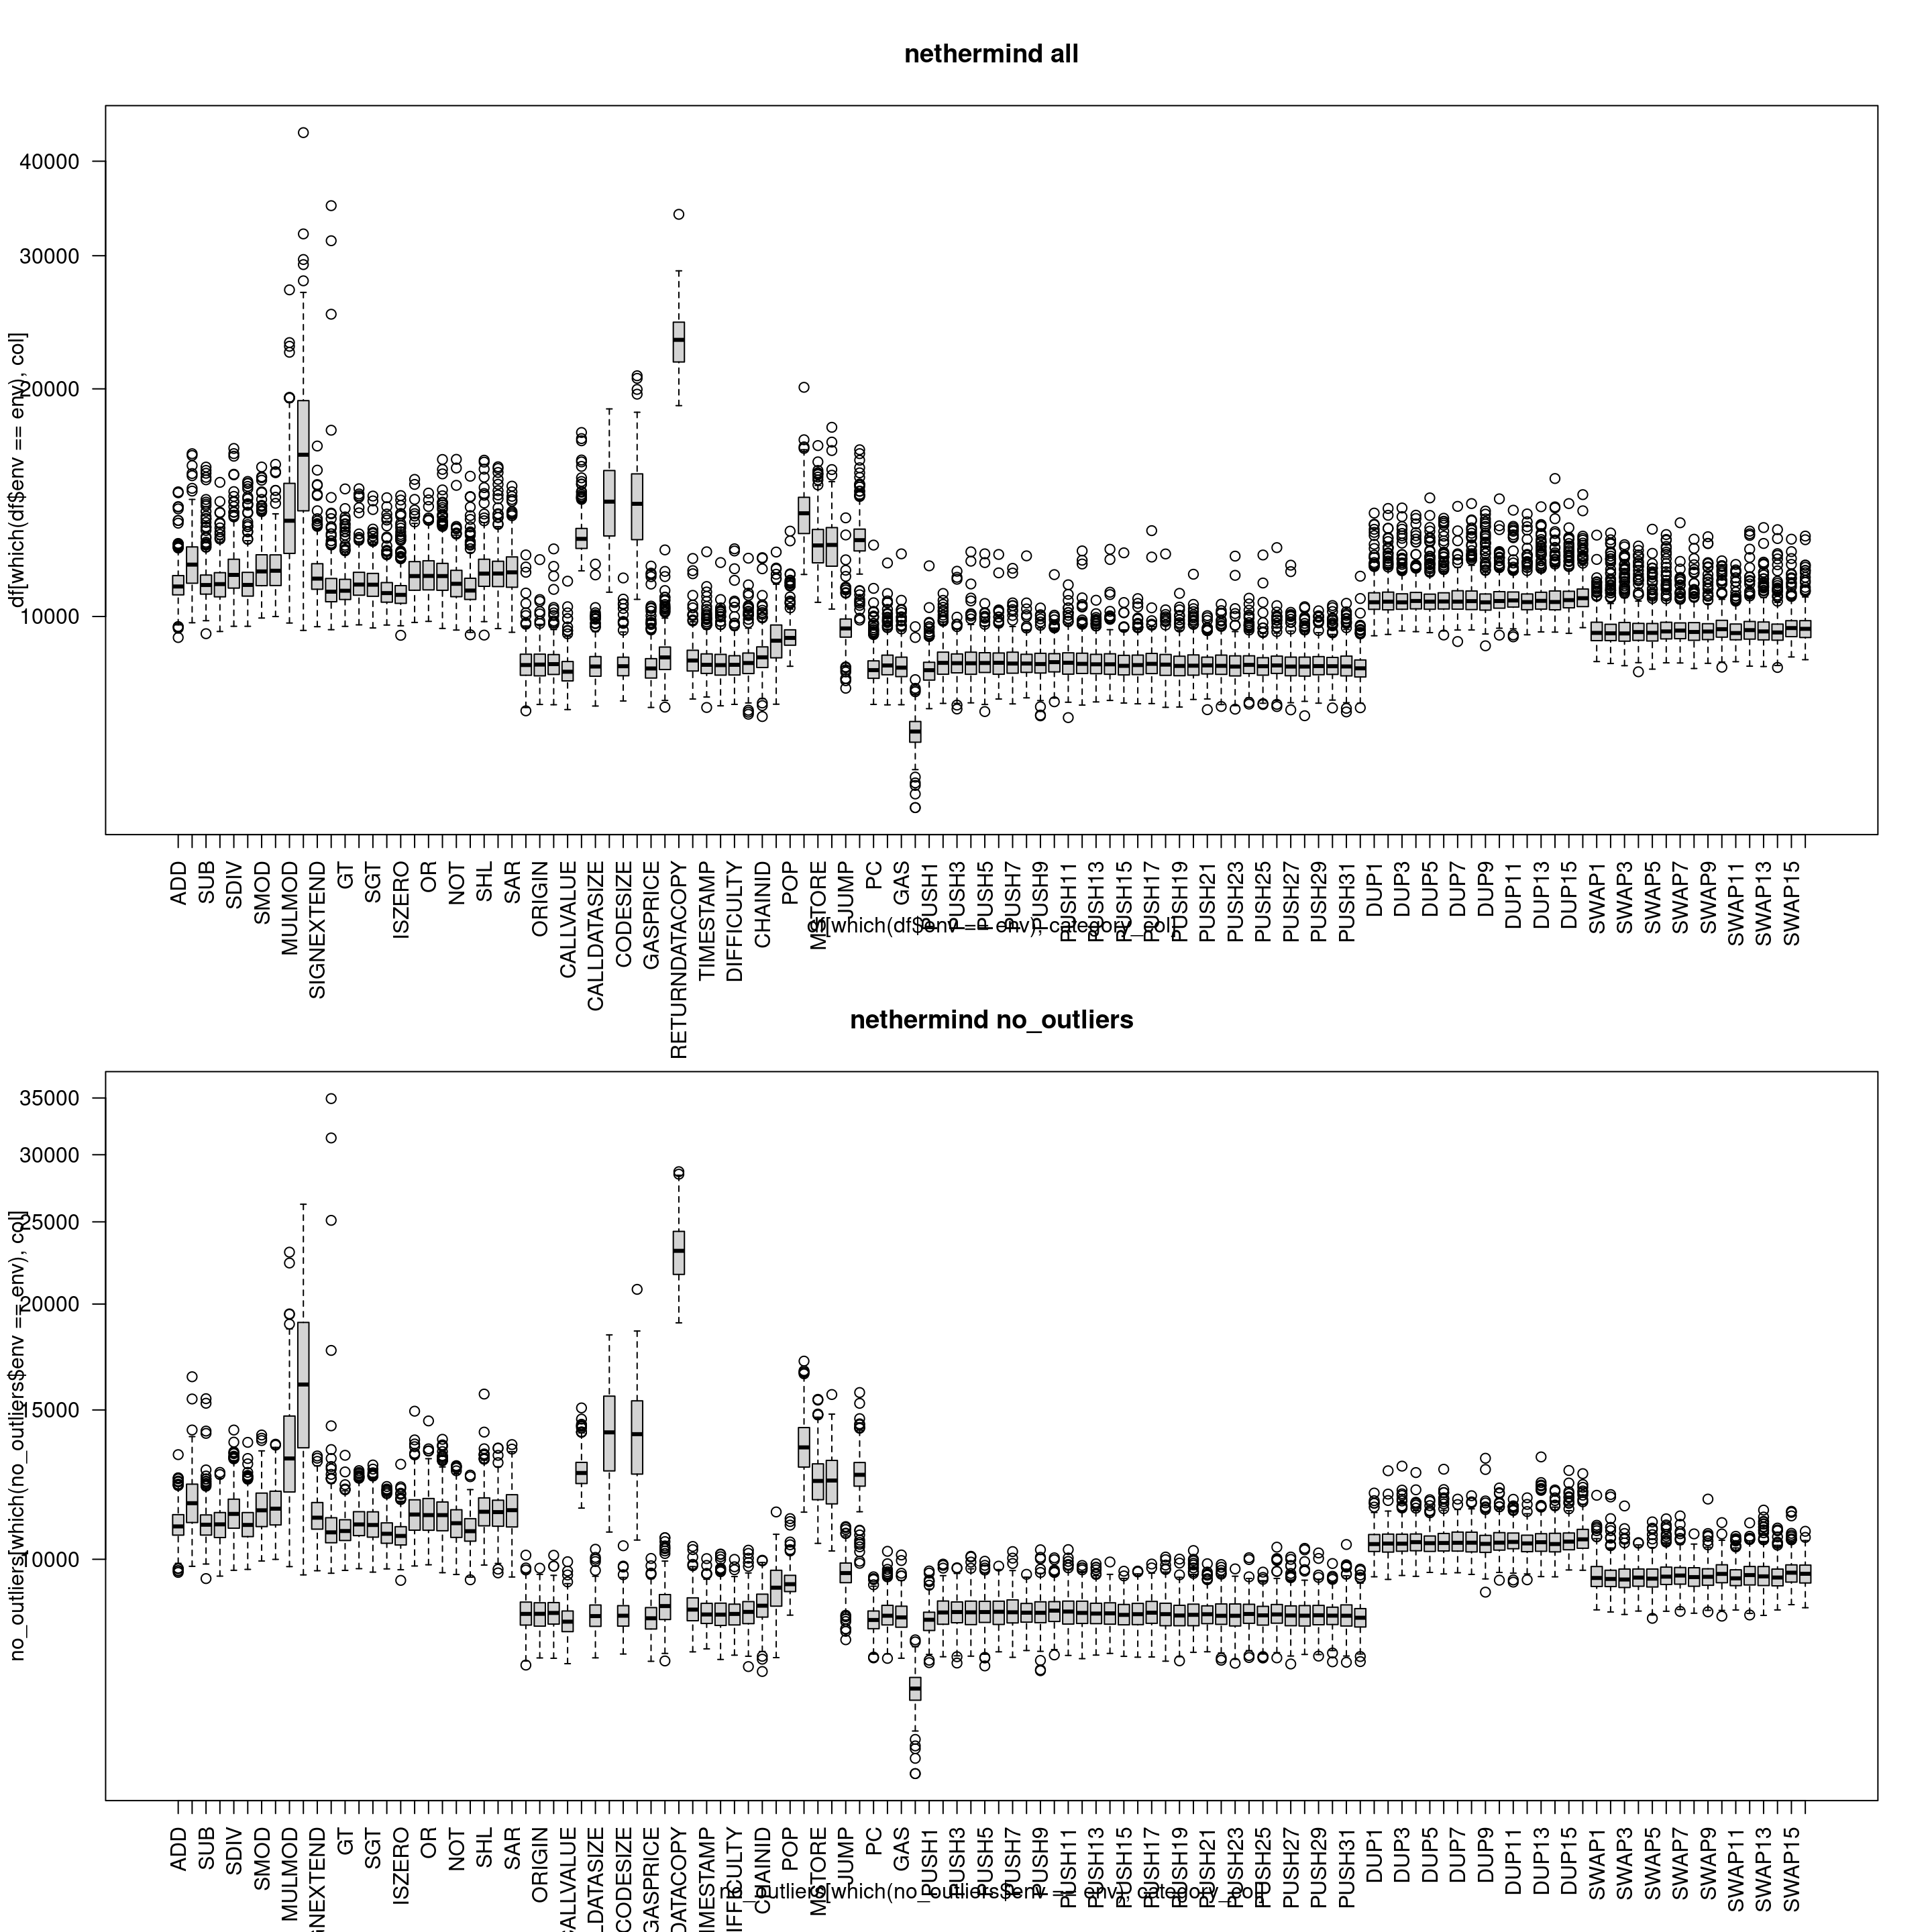 nethermind all
df[which(df$env == env), col]
40000
30000
20000
10000
ADD
SUB
SDIV
SMOD
MULMOD
SIGNEXTEND
GT
SGT
ISZERO
OR
NOT
SHL
SAR
ORIGIN
CALLVALUE
CALLDATASIZE
CODESIZE
GASPRICE
RETURNDATACOPY
TIMESTAMP
DIFFICULTY
CHAINID
POP
MSTORE
JUMP
PC
GAS
PUSH1
PUSH3
PUSH5
PUSH7
PUSH9
PUSH11
PUSH13
PUSH15
PUSH17
PUSH19
PUSH21
PUSH23
PUSH25
PUSH27
PUSH29
PUSH31
DUP1
DUP3
DUP5
DUP7
DUP9
DUP11
DUP13
DUP15
SWAP1
SWAP3
SWAP5
SWAP7
SWAP9
SWAP11
SWAP13
SWAP15
df[which(df$env == env), category_col]
nethermind no_outliers
no_outliers[which(no_outliers$env == env), col]
35000
30000
25000
20000
15000
10000
ADD
SUB
SDIV
SMOD
MULMOD
GNEXTEND
GT
SGT
ISZERO
OR
NOT
SHL
SAR
ORIGIN
CALLVALUE
LDATASIZE
CODESIZE
GASPRICE
DATACOPY
IMESTAMP
DIFFICULTY
CHAINID
POP
MSTORE
JUMP
PC
GAS
PUSH1
PUSH3
PUSH5
PUSH7
PUSH9
PUSH11
PUSH13
PUSH15
PUSH17
PUSH19
PUSH21
PUSH23
PUSH25
PUSH27
PUSH29
PUSH31
DUP1
DUP3
DUP5
DUP7
DUP9
DUP11
DUP13
DUP15
SWAP1
SWAP3
SWAP5
SWAP7
SWAP9
SWAP11
SWAP13
SWAP15
no_outliers[which(no_outliers$env == env), category_col]